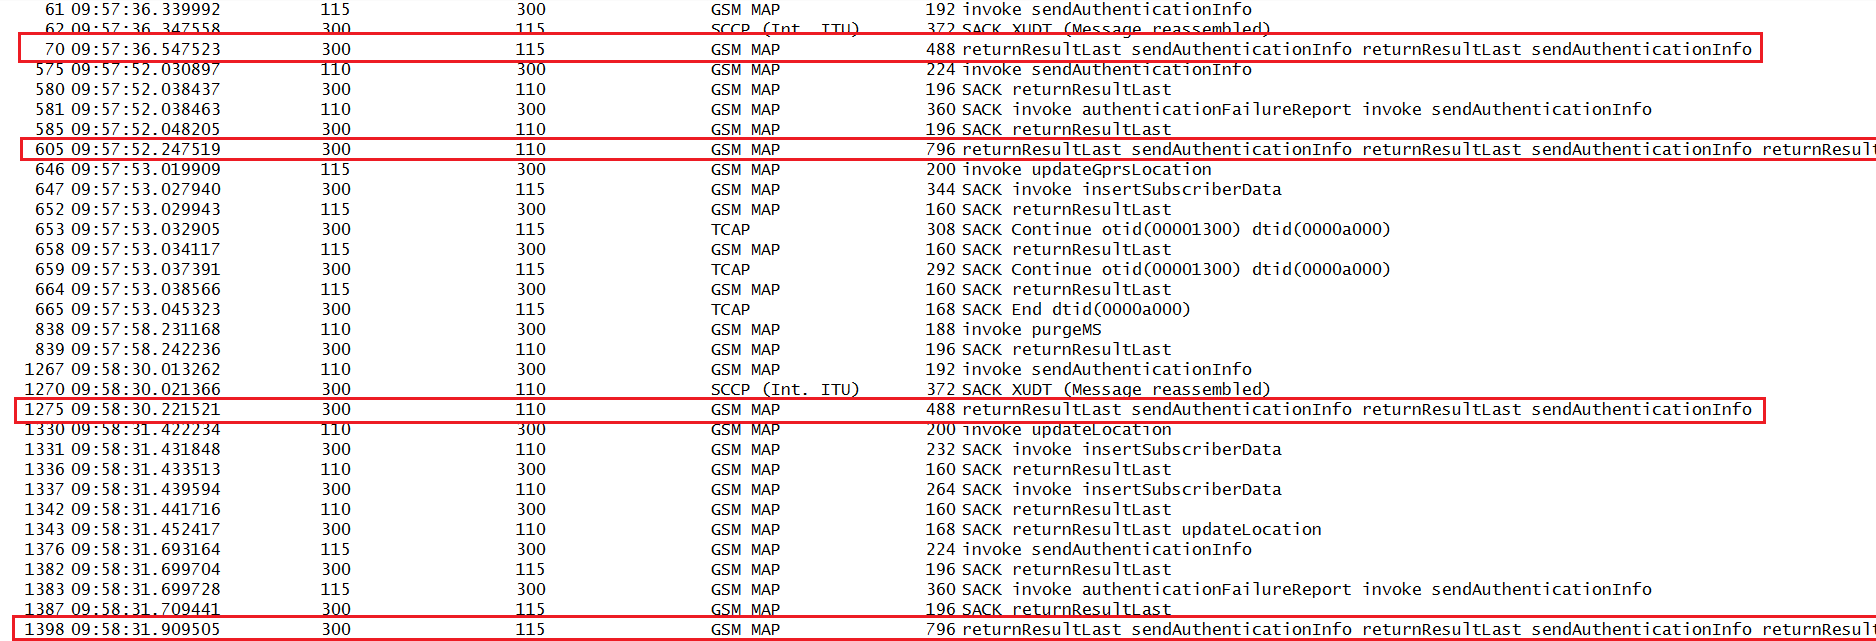 61 09:57:36.339992 115 300 GSM MAP 192 invoke sendAuthenticationInfo
62 09:57:36.347558 300 115 SCCP (Int. ITU) 372 SACK XUDT (Message reassembled)
70 09:57:36.547523 300 115 GSM MAP 488 returnResultLast sendAuthenticationInfo returnResultLast sendAuthenticationInfo
575 09:57:52.030897 110 300 GSM MAP 224 invoke sendAuthenticationInfo
580 09:57:52.038437 300 110 GSM MAP 196 SACK returnResultLast
581 09:57:52.038463 300 110 GSM MAP 360 SACK invoke authenticationFailureReport invoke sendAuthenticationInfo
585 09:57:52.048205 300 110 GSM MAP 196 SACK returnResultLast
605 09:57:52.247519 300 110 GSM MAP 796 returnResultLast sendAuthenticationInfo returnResultLast sendAuthenticationInfo returnResult
646 09:57:53.019909 115 300 GSM MAP 200 invoke updateGprsLocation
647 09:57:53.027940 300 115 GSM MAP 344 SACK invoke insertSubscriberData
652 09:57:53.029943 115 300 GSM MAP 160 SACK returnResultLast
653 09:57:53.032905 300 115 TCAP 308 SACK Continue otid(00001300) dtid(0000a000)
658 09:57:53.034117 115 300 GSM MAP 160 SACK returnResultLast
659 09:57:53.037391 300 115 TCAP 292 SACK Continue otid(00001300) dtid(0000a000)
664 09:57:53.038566 115 300 GSM MAP 160 SACK returnResultLast
665 09:57:53.045323 300 115 TCAP 168 SACK End dtid(0000a000)
838 09:57:58.231168 110 300 GSM MAP 188 invoke purgeMS
839 09:57:58.242236 300 110 GSM MAP 196 SACK returnResultLast
1267 09:58:30.013262 110 300 GSM MAP 192 invoke sendAuthenticationInfo
1270 09:58:30.021366 300 110 SCCP (Int. ITU) 372 SACK XUDT (Message reassembled)
1275 09:58:30.221521 300 110 GSM MAP 488 returnResultLast sendAuthenticationInfo returnResultLast sendAuthenticationInfo
1330 09:58:31.422234 110 300 GSM MAP 200 invoke updateLocation
1331 09:58:31.431848 300 110 GSM MAP 232 SACK invoke insertSubscriberData
1336 09:58:31.433513 110 300 GSM MAP 160 SACK returnResultLast
1337 09:58:31.439594 300 110 GSM MAP 264 SACK invoke insertSubscriberData
1342 09:58:31.441716 110 300 GSM MAP 160 SACK returnResultLast
1343 09:58:31.452417 300 110 GSM MAP 168 SACK returnResultLast updateLocation
1376 09:58:31.693164 115 300 GSM MAP 224 invoke sendAuthenticationInfo
1382 09:58:31.699704 300 115 GSM MAP 196 SACK returnResultLast
1383 09:58:31.699728 115 300 GSM MAP 360 SACK invoke authenticationFailureReport invoke sendAuthenticationInfo
1387 09:58:31.709441 300 115 GSM MAP 196 SACK returnResultLast
1398 09:58:31.909505 300 115 GSM MAP 796 returnResultLast sendAuthenticationInfo returnResultLast sendAuthenticationInfo returnResul